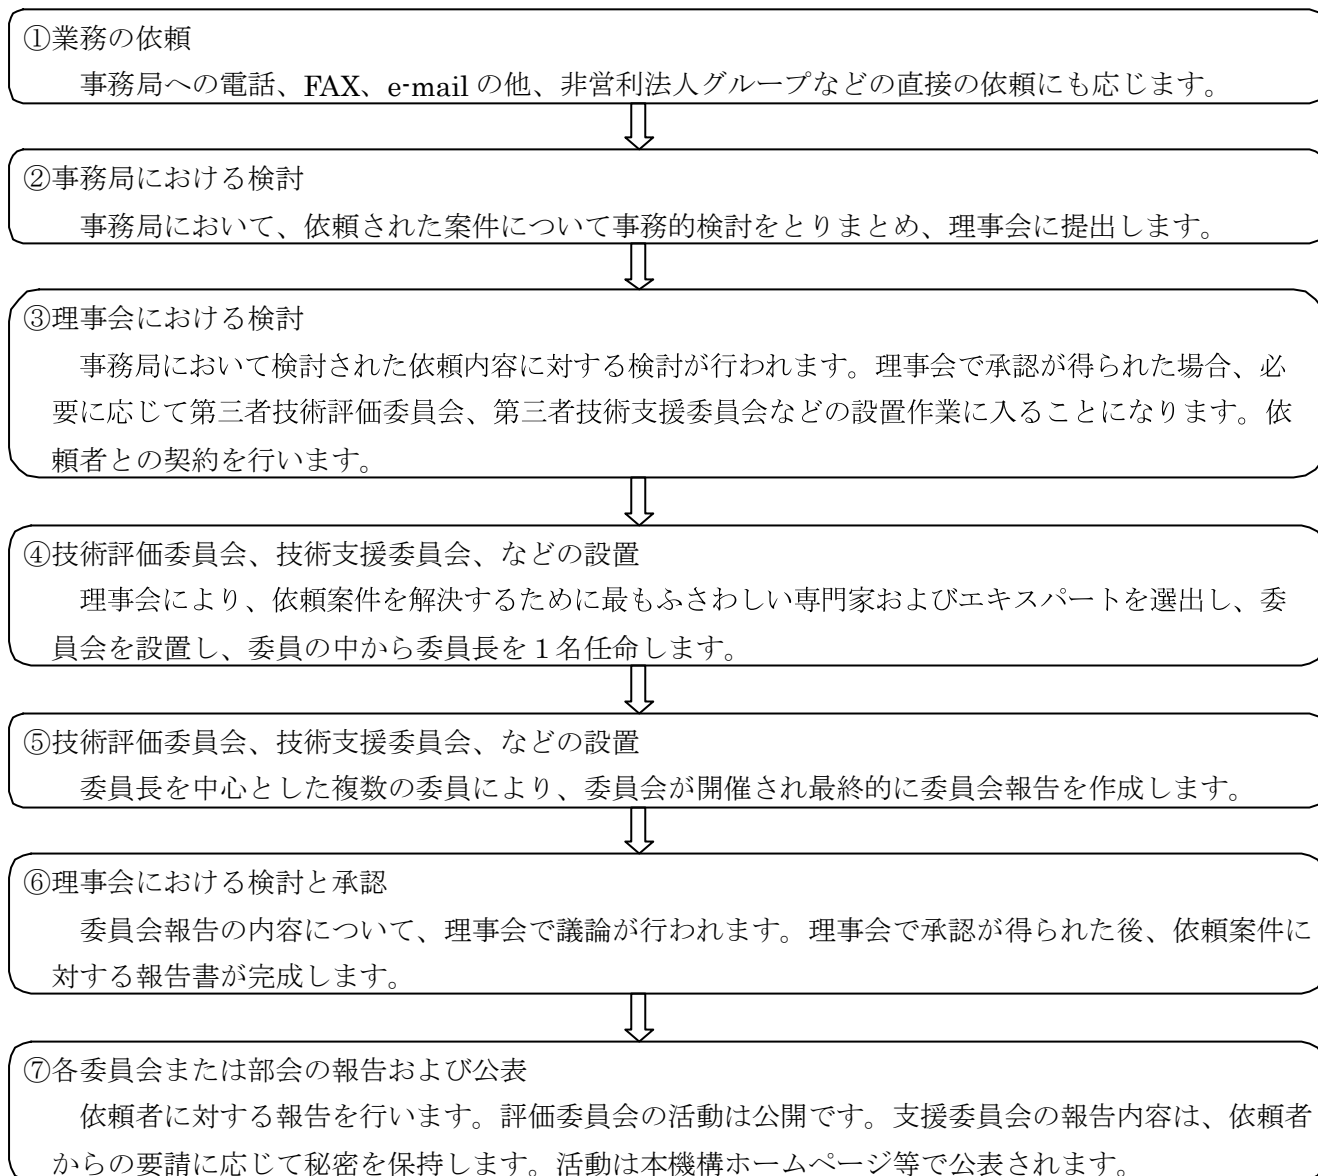 ①業務の依頼
事務局への電話、FAX、e-mail の他、非営利法人グループなどの直接の依頼にも応じます。
②事務局における検討
事務局において、依頼された案件について事務的検討をとりまとめ、理事会に提出します。
③理事会における検討
事務局において検討された依頼内容に対する検討が行われます。理事会で承認が得られた場合、必
要に応じて第三者技術評価委員会、第三者技術支援委員会などの設置作業に入ることになります。依
頼者との契約を行います。
④技術評価委員会、技術支援委員会、などの設置
理事会により、依頼案件を解決するために最もふさわしい専門家およびエキスパートを選出し、委
員会を設置し、委員の中から委員長を１名任命します。
⑤技術評価委員会、技術支援委員会、などの設置
委員長を中心とした複数の委員により、委員会が開催され最終的に委員会報告を作成します。
⑥理事会における検討と承認
委員会報告の内容について、理事会で議論が行われます。理事会で承認が得られた後、依頼案件に
対する報告書が完成します。
⑦各委員会または部会の報告および公表
依頼者に対する報告を行います。評価委員会の活動は公開です。支援委員会の報告内容は、依頼者
からの要請に応じて秘密を保持します。活動は本機構ホームページ等で公表されます。